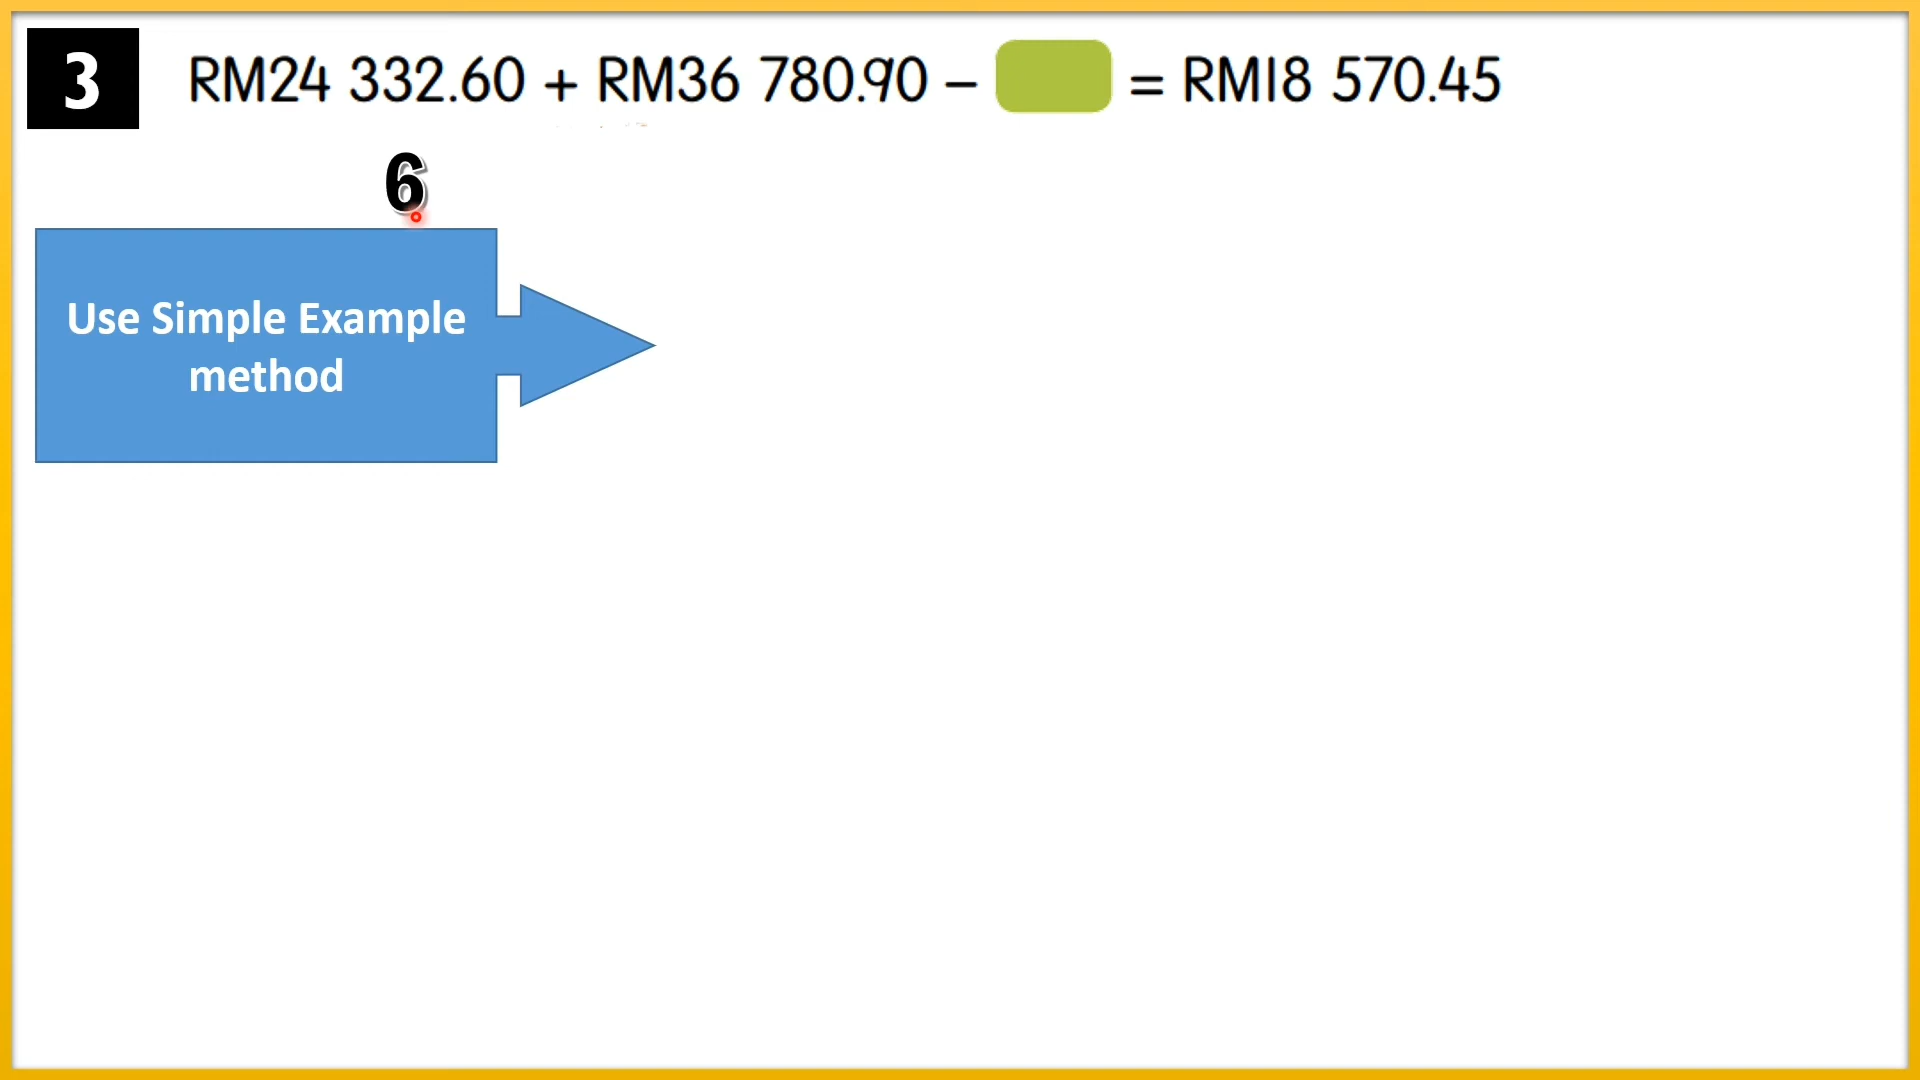 3 RM24 332.60 + RM36 780.90 – = RM18 570.45
6
Use Simple Example
method